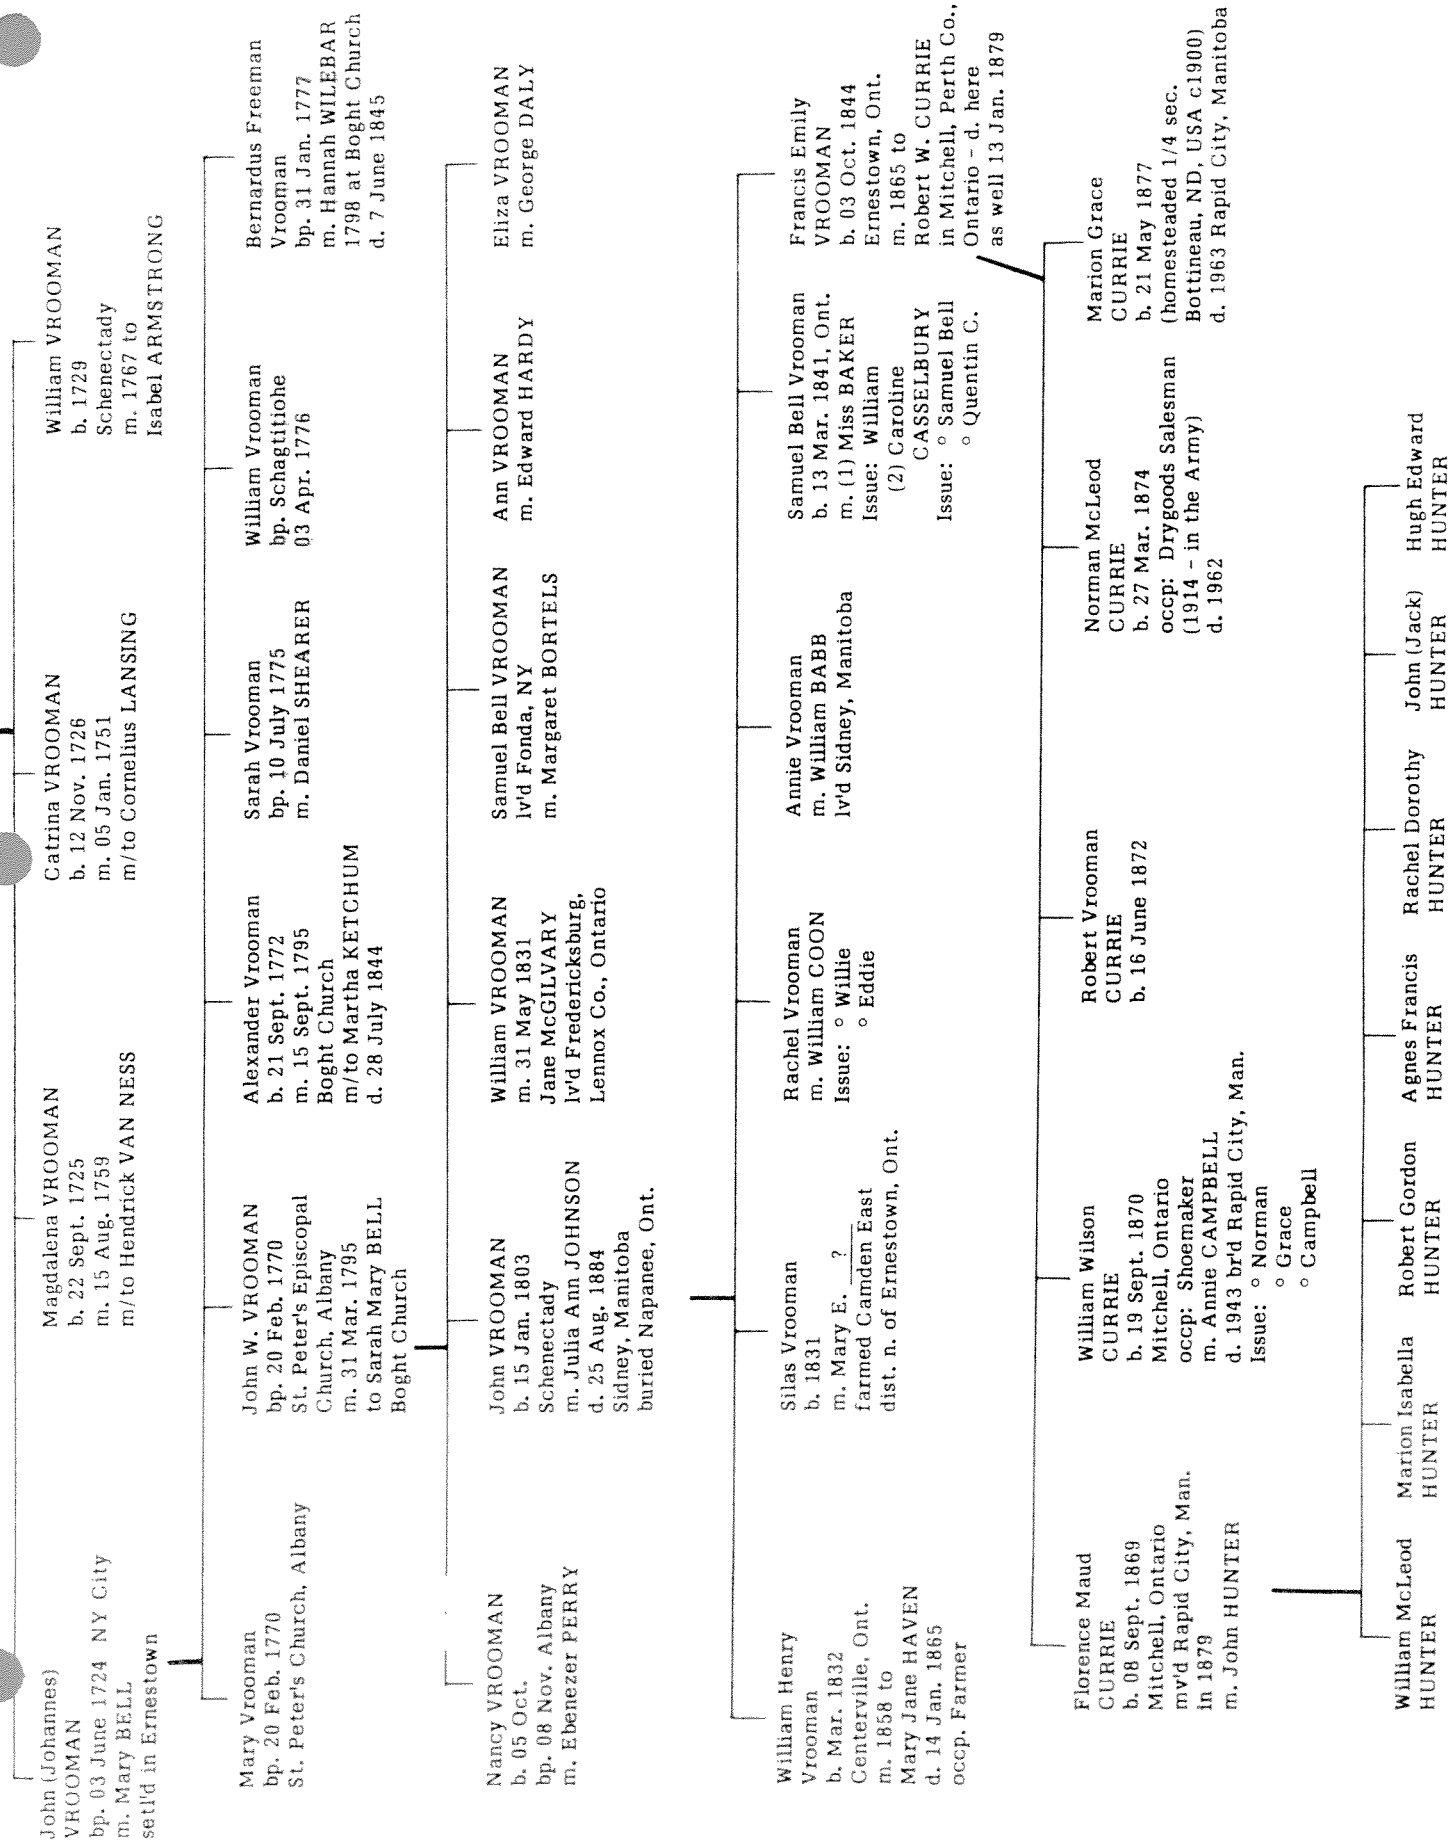 John (Johannes)
VROOMAN
bp. 03 June 1724 NY City
m. Mary BELL
setl'd in Ernestown
Magdalena VROOMAN
b. 22 Sept. 1725
m. 15 Aug. 1759
m/to Hendrick VAN NESS
Catrina VROOMAN
b. 12 Nov. 1726
m. 05 Jan. 1751
m/to Cornelius LANSING
William VROOMAN
b. 1729
Schenectady
m. 1767 to
Isabel ARMSTRONG
Mary Vrooman
bp. 20 Feb. 1770
St. Peter's Church, Albany
John W. VROOMAN
bp. 20 Feb. 1770
St. Peter's Episcopal
Church, Albany
m. 31 Mar. 1795
to Sarah Mary BELL
Boght Church
Alexander Vrooman
b. 21 Sept. 1772
m. 15 Sept. 1795
Boght Church
m/to Martha KETCHUM
d. 28 July 1844
Sarah Vrooman
bp. 10 July 1775
m. Daniel SHEARER
William Vrooman
bp. Schagtitiohe
03 Apr. 1776
Bernardus Freeman
Vrooman
bp. 31 Jan. 1777
m. Hannah WILEBAR
1798 at Boght Church
d. 7 June 1845
Nancy VROOMAN
b. 05 Oct.
bp. 08 Nov. Albany
m. Ebenezer PERRY
John VROOMAN
b. 15 Jan. 1803
Schenectady
m. Julia Ann JOHNSON
d. 25 Aug. 1884
Sidney, Manitoba
buried Napanee, Ont.
William VROOMAN
m. 31 May 1831
Jane McGILVARY
lv'd Fredericksburg,
Lennox Co., Ontario
Samuel Bell VROOMAN
lv'd Fonda, NY
m. Margaret BORTELS
Ann VROOMAN
m. Edward HARDY
Eliza VROOMAN
m. George DALY
William Henry
Vrooman
b. Mar. 1832
Centerville, Ont.
m. 1858 to
Mary Jane HAVEN
d. 14 Jan. 1865
occp. Farmer
Silas Vrooman
b. 1831
m. Mary E. __?__
farmed Camden East
dist. n. of Ernestown, Ont.
Rachel Vrooman
m. William COON
Issue: ° Willie
° Eddie
Annie Vrooman
m. William BABB
lv'd Sidney, Manitoba
Samuel Bell Vrooman
b. 13 Mar. 1841, Ont.
m. (1) Miss BAKER
Issue: William
(2) Caroline
CASSELBURY
Issue: ° Samuel Bell
° Quentin C.
Francis Emily
VROOMAN
b. 03 Oct. 1844
Ernestown, Ont.
m. 1865 to
Robert W. CURRIE
in Mitchell, Perth Co.,
Ontario - d. here
as well 13 Jan. 1879
Florence Maud
CURRIE
b. 08 Sept. 1869
Mitchell, Ontario
mv'd Rapid City, Man.
in 1879
m. John HUNTER
William Wilson
CURRIE
b. 19 Sept. 1870
Mitchell, Ontario
occp: Shoemaker
m. Annie CAMPBELL
d. 1943 br'd Rapid City, Man.
Issue: ° Norman
° Grace
° Campbell
Robert Vrooman
CURRIE
b. 16 June 1872
Norman McLeod
CURRIE
b. 27 Mar. 1874
occp: Drygoods Salesman
(1914 - in the Army)
d. 1962
Marion Grace
CURRIE
b. 21 May 1877
(homesteaded 1/4 sec.
Bottineau, ND, USA c1900)
d. 1963 Rapid City, Manitoba
William McLeod
HUNTER
Marion Isabella
HUNTER
Robert Gordon
HUNTER
Agnes Francis
HUNTER
Rachel Dorothy
HUNTER
John (Jack)
HUNTER
Hugh Edward
HUNTER